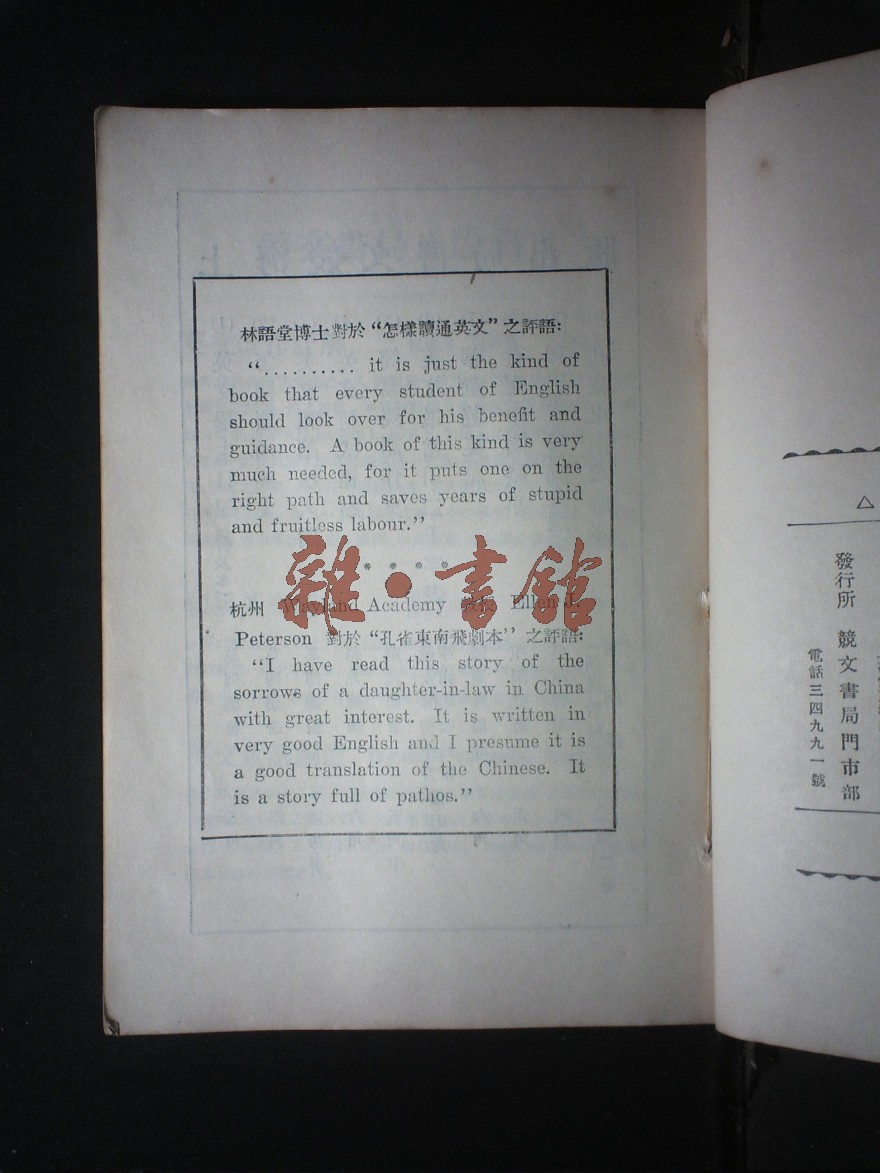 林語堂博士對於“怎樣讀通英文”之評語:
“.......... it is just the kind of
book that every student of English
should look over for his benefit and
guidance. A book of this kind is very
much needed, for it puts one on the
right path and saves years of stupid
and fruitless labour.”
雜·書館
杭州 Wayland Academy Ellen J.
Peterson 對於“孔雀東南飛劇本”之評語:
“I have read this story of the
sorrows of a daughter-in-law in China
with great interest. It is written in
very good English and I presume it is
a good translation of the Chinese. It
is a story full of pathos.”
發行所 競文書局門市部
電話三四九九一號